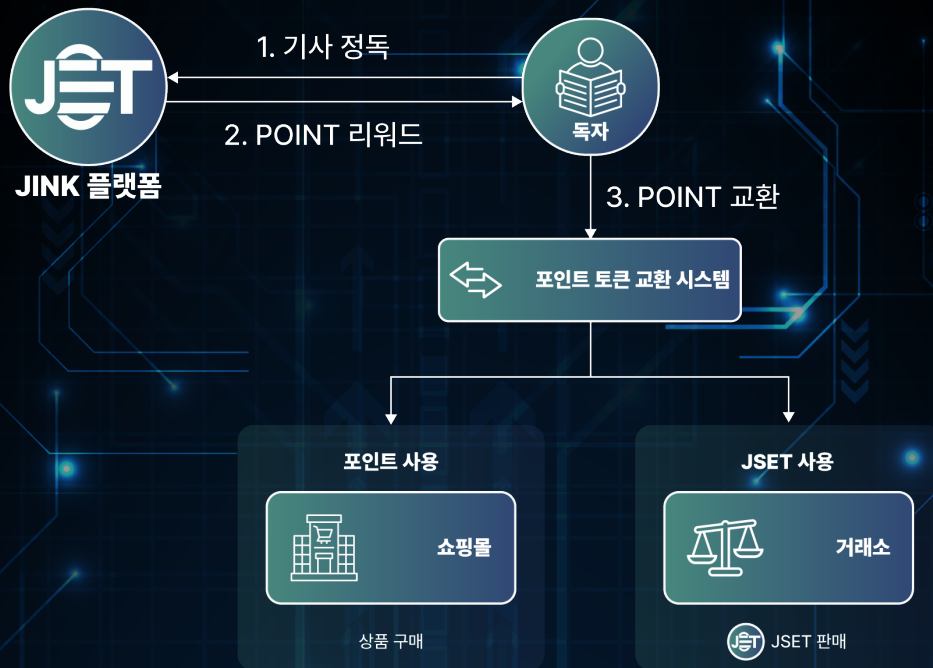 1. 기사 정독
JSET
독자
2. POINT 리워드
JINK 플랫폼
3. POINT 교환
포인트 토큰 교환 시스템
포인트 사용
JSET 사용
쇼핑몰
거래소
상품 구매
JSET JSET 판매